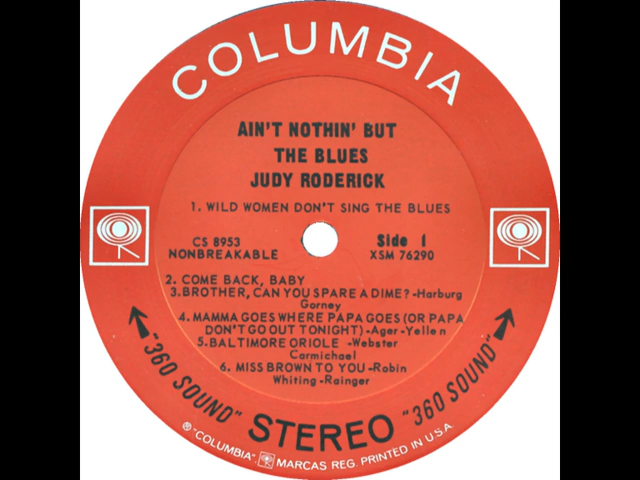 COLUMBIA
AIN'T NOTHIN' BUT
THE BLUES
JUDY RODERICK
1. WILD WOMEN DON'T SING THE BLUES
CS 8953
NONBREAKABLE
Side 1
XSM 76290
2. COME BACK, BABY
3. BROTHER, CAN YOU SPARE A DIME? -Harburg
Gorney
4. MAMMA GOES WHERE PAPA GOES (OR PAPA
DON'T GO OUT TONIGHT) -Ager-Yellen
5. BALTIMORE ORIOLE -Webster
Carmichael
6. MISS BROWN TO YOU -Robin
Whiting-Rainger
"360 SOUND" STEREO "360 SOUND"
® "COLUMBIA", MARCAS REG. PRINTED IN U.S.A.